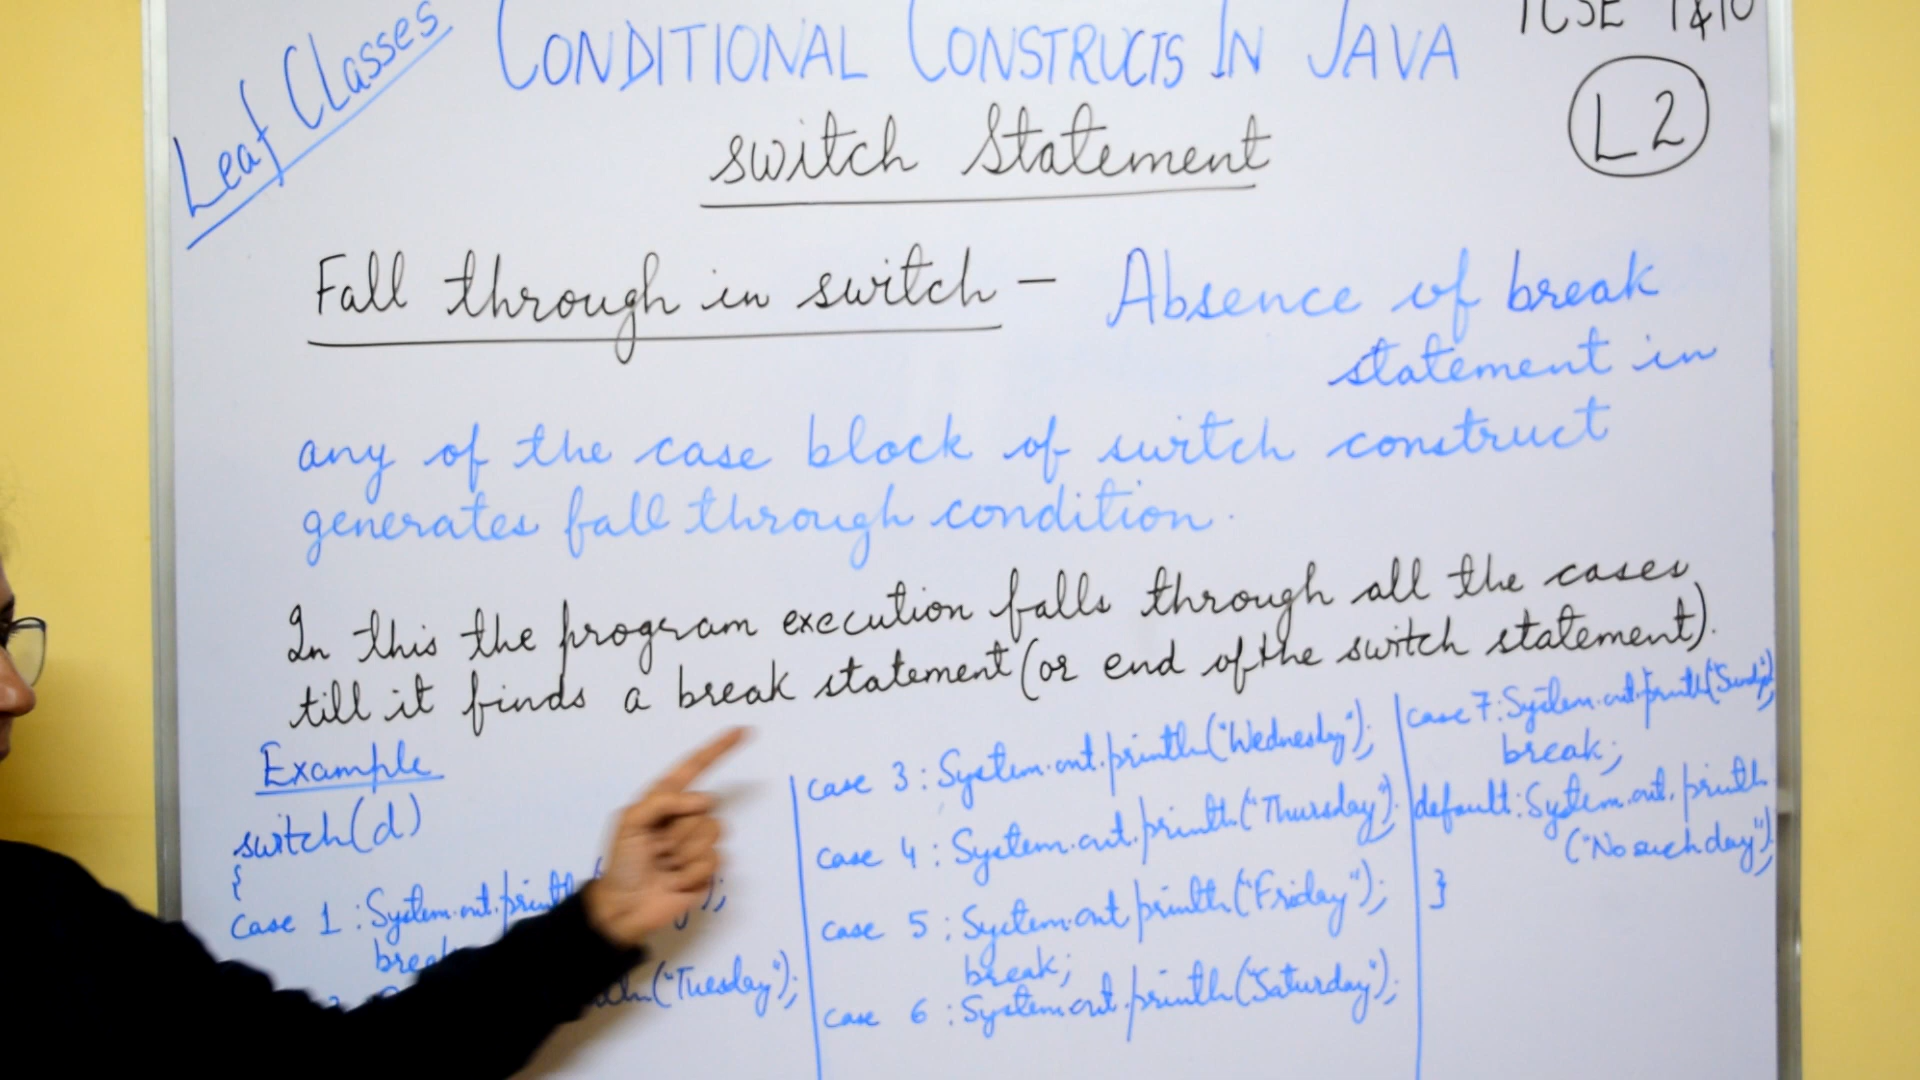 Leaf Classes
CONDITIONAL CONSTRUCTS IN JAVA
ICSE 9&10
L2
switch Statement
Fall through in switch - Absence of break
statement in
any of the case block of switch construct
generates fall through condition.
In this the program execution falls through all the cases
till it finds a break statement (or end of the switch statement).
Example
switch(d)
{
case 1 : System.out.println
break
("Tuesday");
case 3 : System.out.println("Wednesday");
case 4 : System.out.println("Thursday");
case 5 : System.out.println("Friday");
break;
case 6 : System.out.println("Saturday");
case 7 : System.out.println("Sunday");
break;
default : System.out.println
("No such day");
}